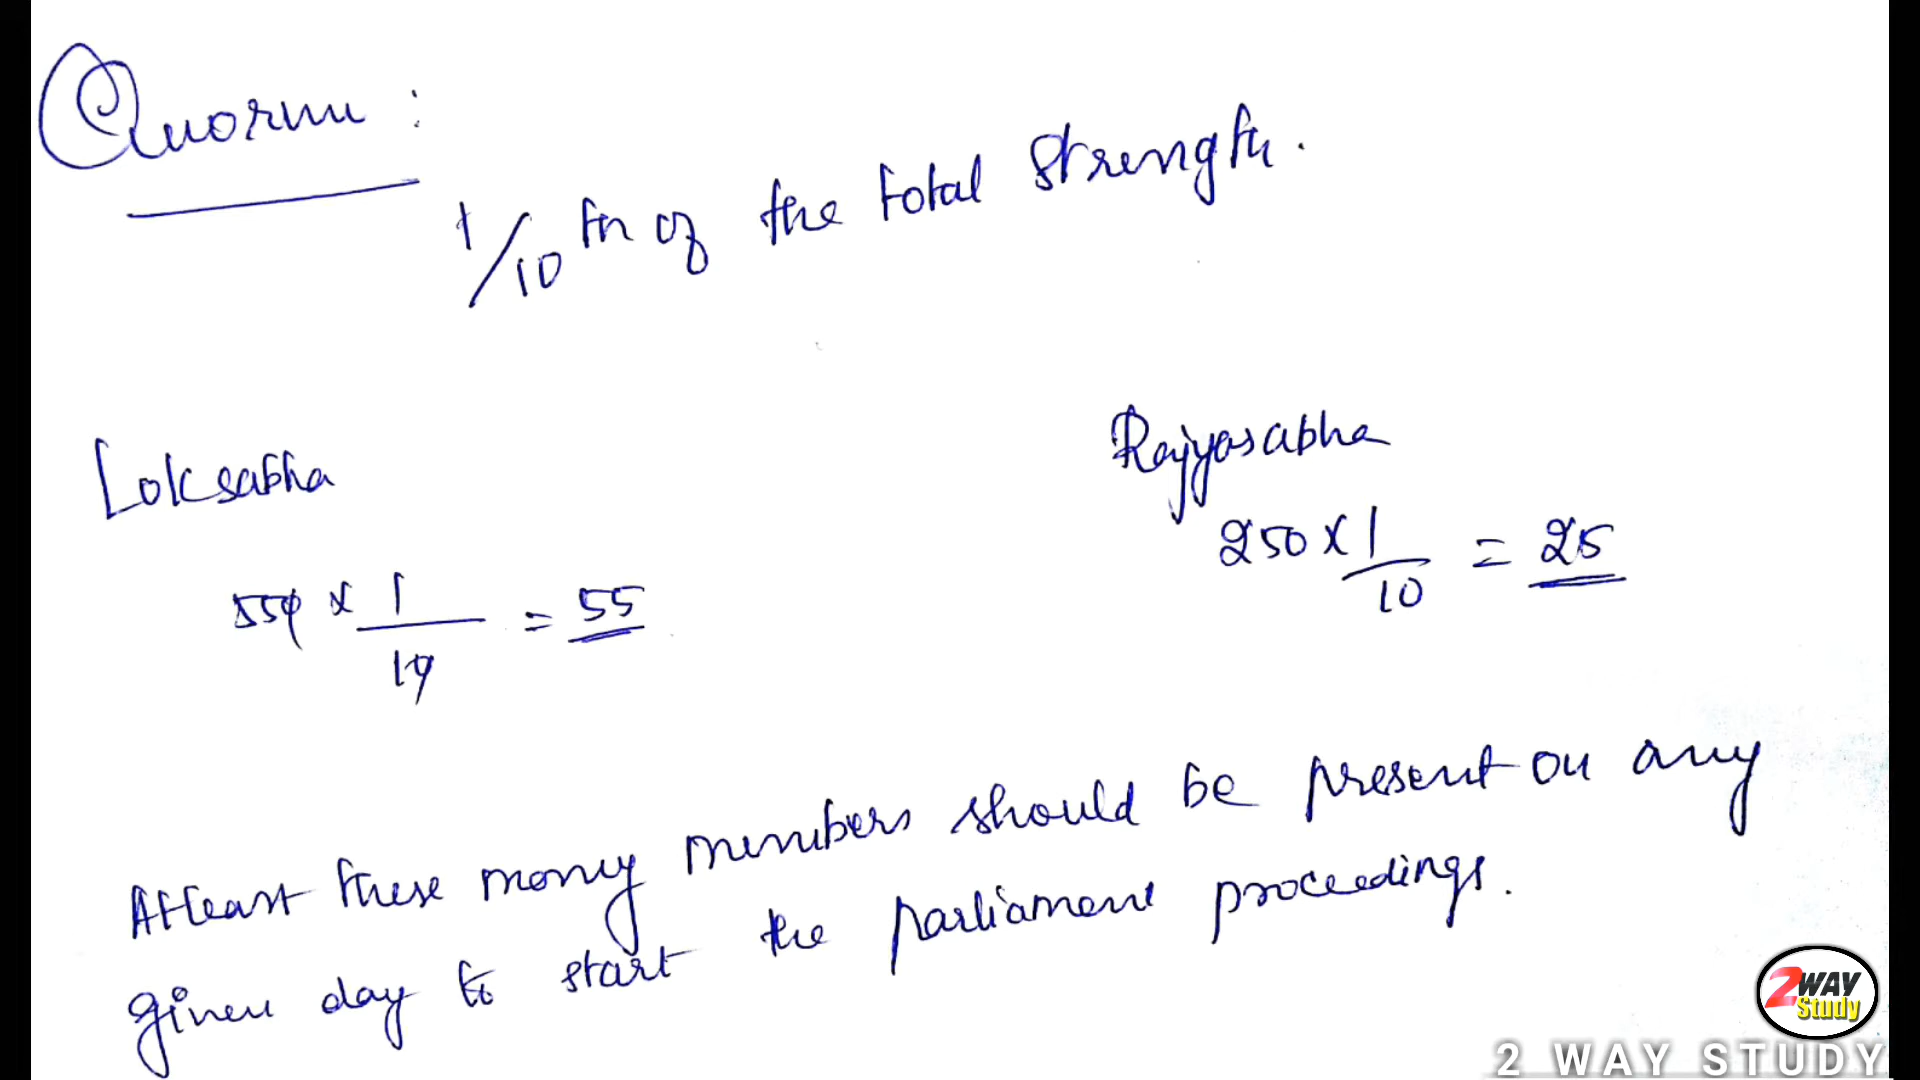 Quorum :
1/10 th of the total strength.
Loksabha
Rajyasabha
550 x 1/10 = 55
250 x 1/10 = 25
Atleast these many members should be present on any
given day to start the parliament proceedings.
2WAY
Study
2 WAY STUDY